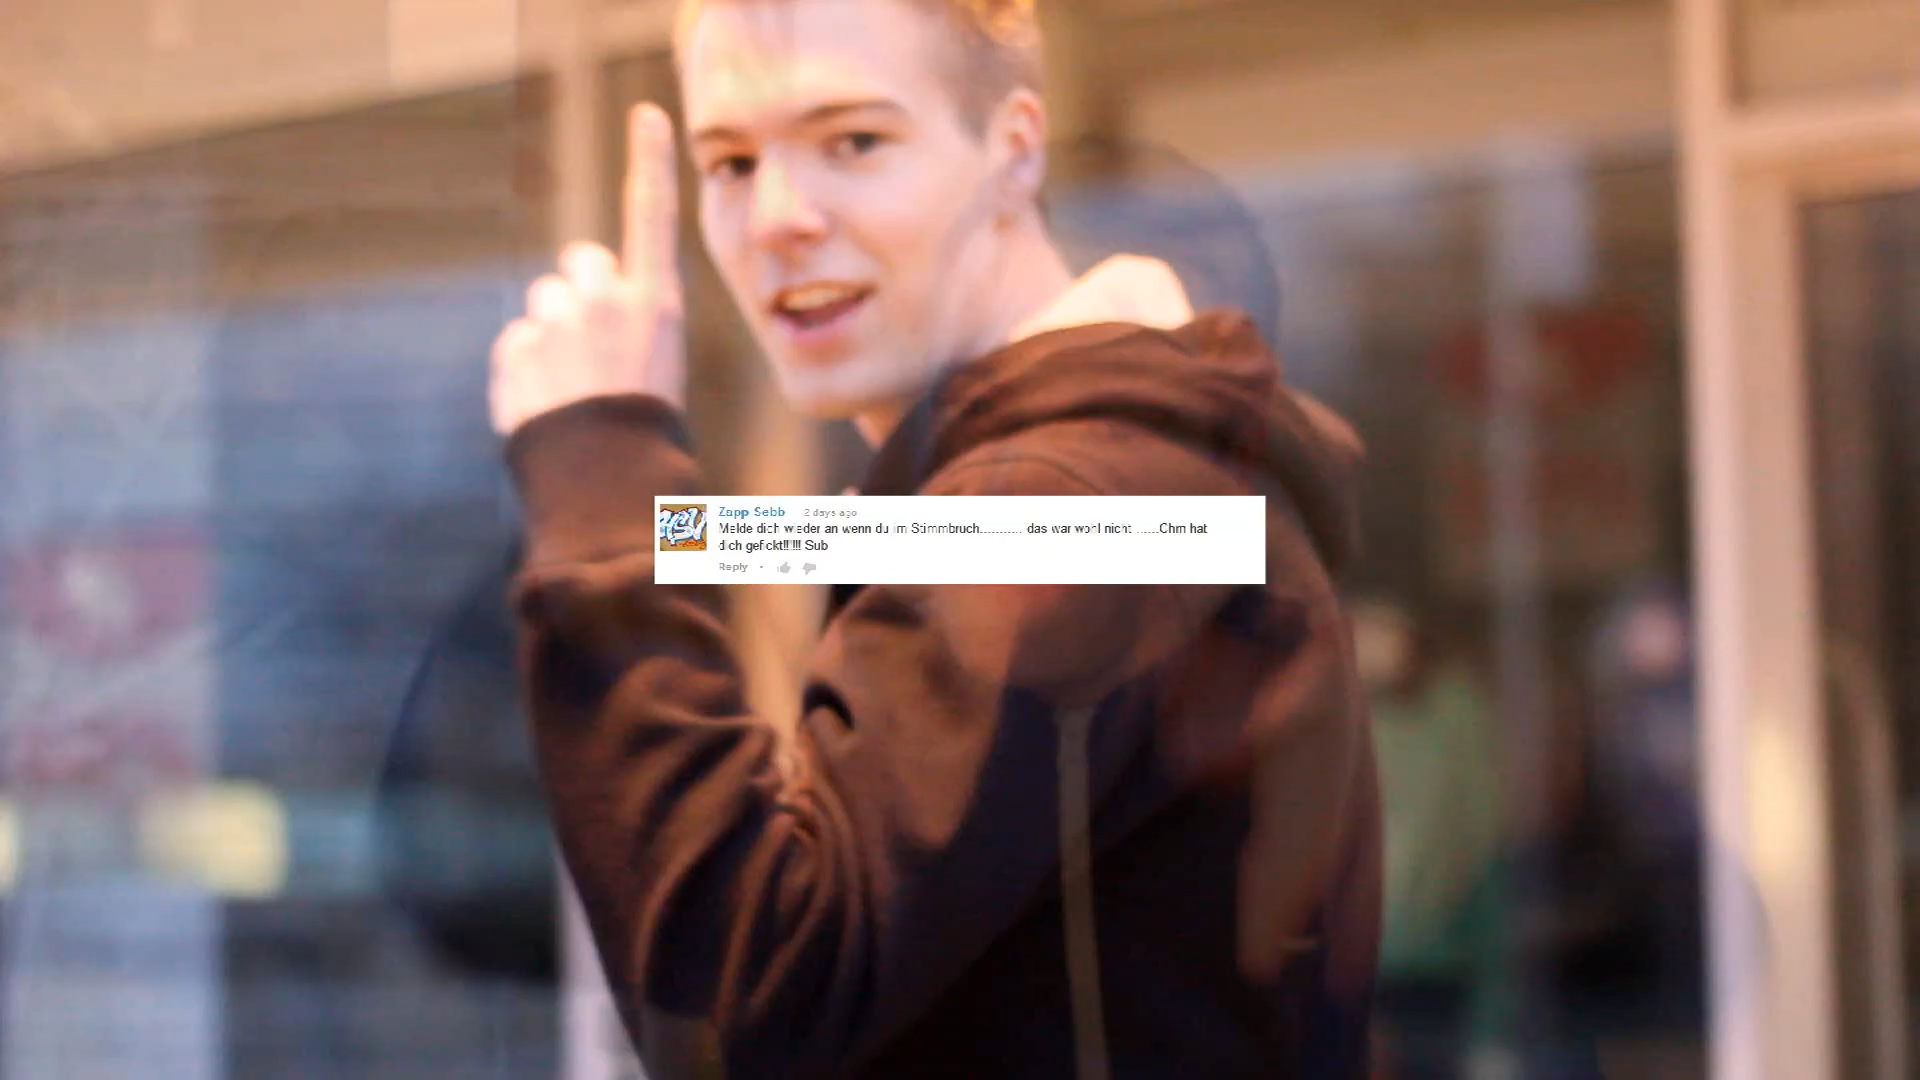 Zapp Sebb 2 days ago
Melde dich wieder an wenn du im Stimmbruch........... das war wohl nicht ......Chm hat
dich gefickt!!!!!! Sub
Reply ·